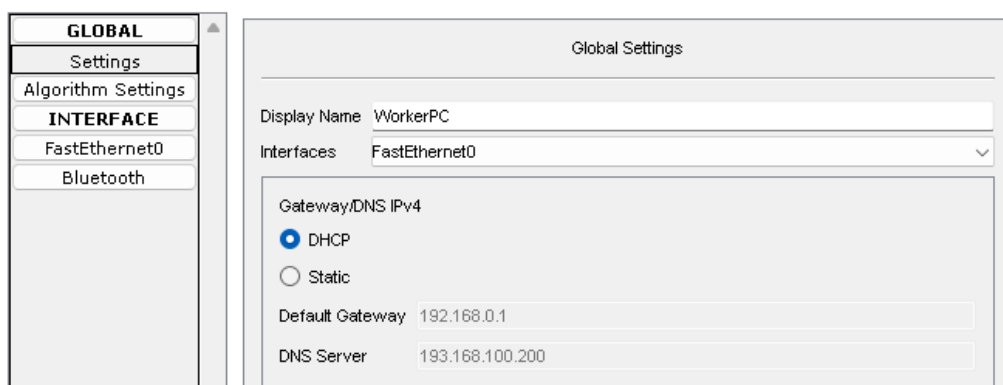 GLOBAL
Settings
Algorithm Settings
INTERFACE
FastEthernet0
Bluetooth
Global Settings
Display Name WorkerPC
Interfaces FastEthernet0
Gateway/DNS IPv4
DHCP
Static
Default Gateway 192.168.0.1
DNS Server 193.168.100.200